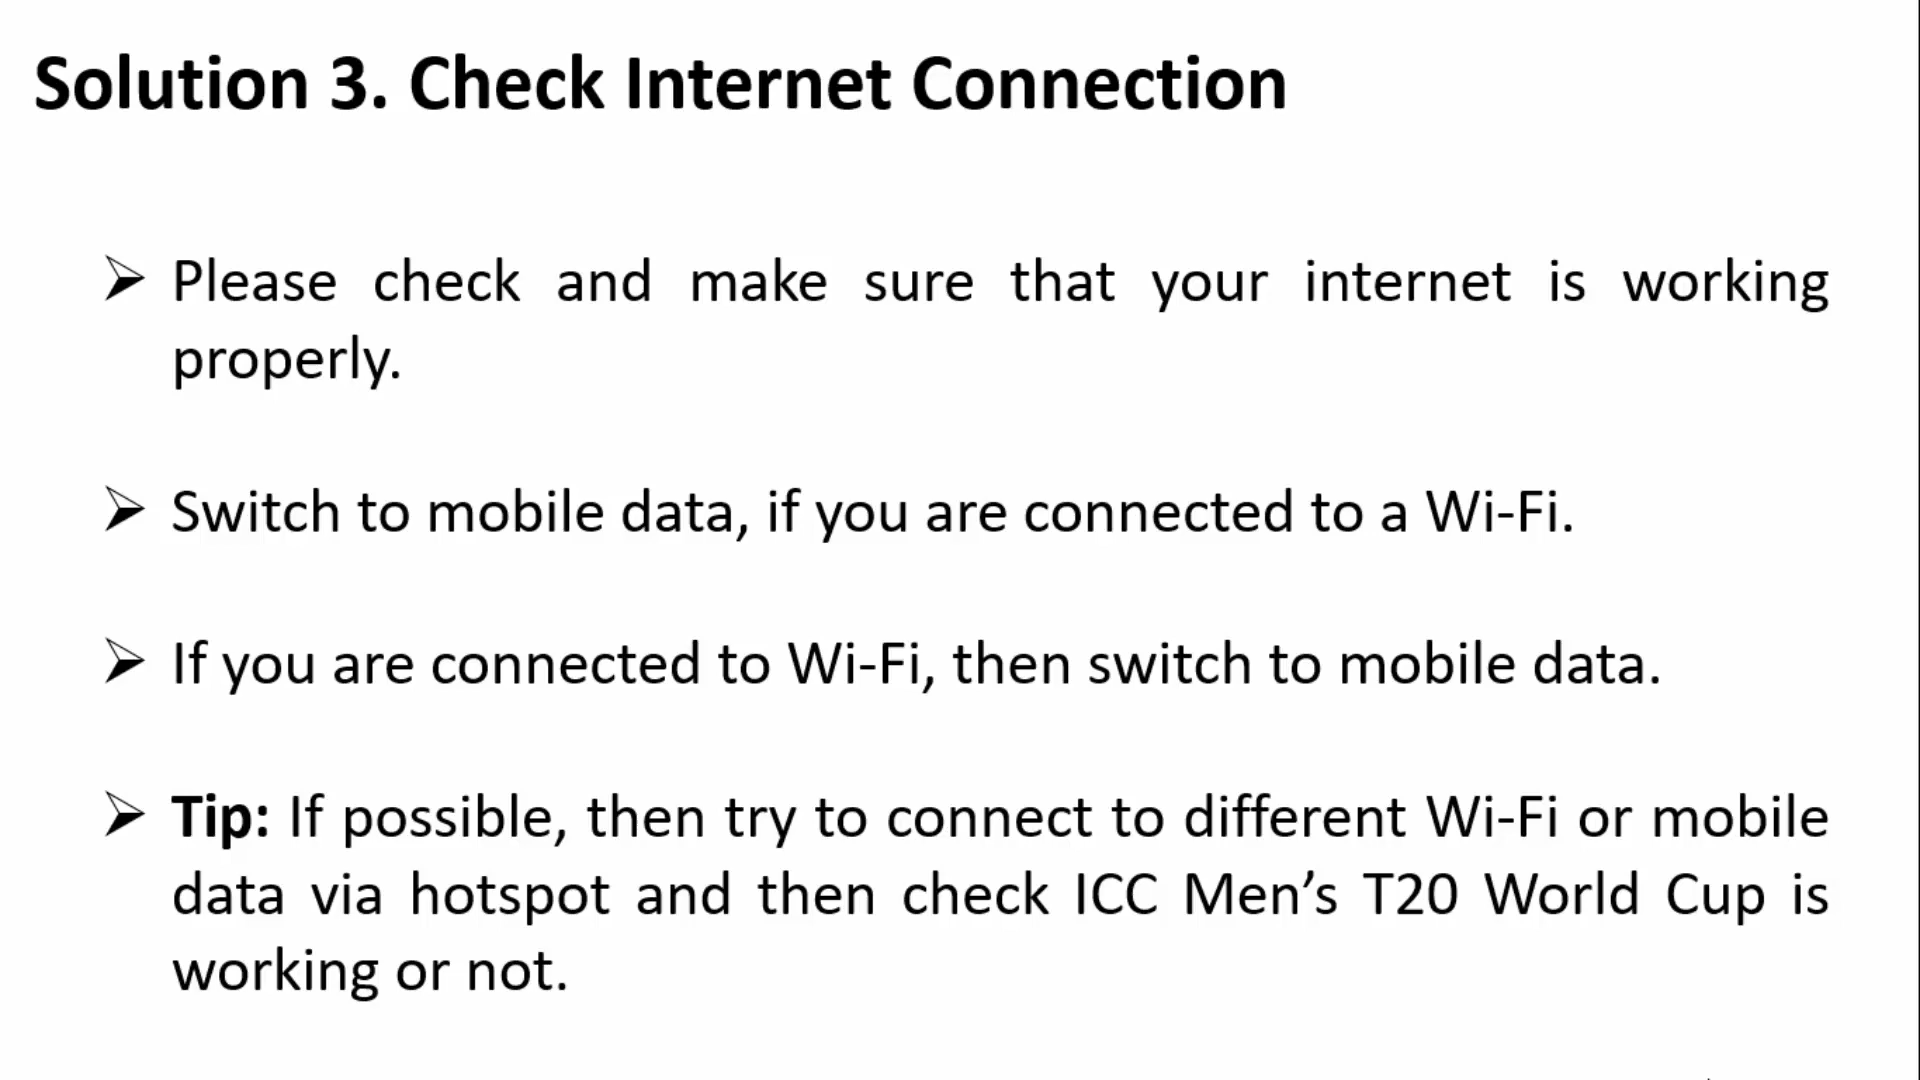 Solution 3. Check Internet Connection
➢ Please check and make sure that your internet is working
properly.
➢ Switch to mobile data, if you are connected to a Wi-Fi.
➢ If you are connected to Wi-Fi, then switch to mobile data.
➢ Tip: If possible, then try to connect to different Wi-Fi or mobile
data via hotspot and then check ICC Men’s T20 World Cup is
working or not.